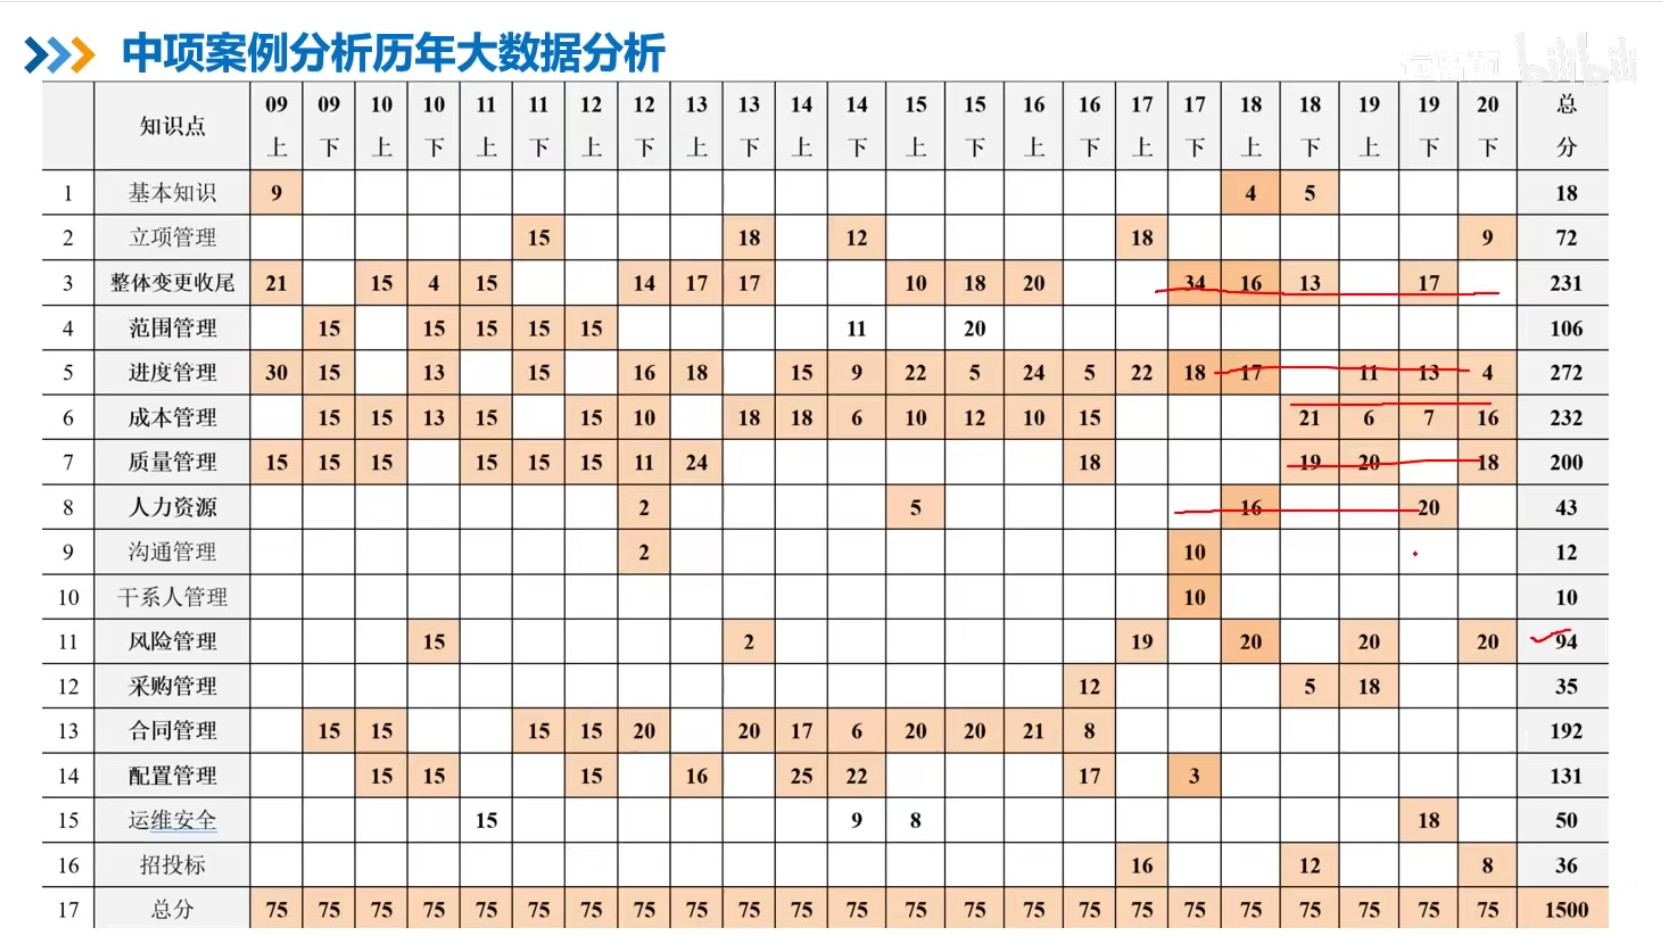 中项案例分析历年大数据分析
bilibili
知识点 09上 09下 10上 10下 11上 11下 12上 12下 13上 13下 14上 14下 15上 15下 16上 16下 17上 17下 18上 18下 19上 19下 20下 总分
1 基本知识 9 4 5 18
2 立项管理 15 18 12 18 9 72
3 整体变更收尾 21 15 4 15 14 17 17 10 18 20 34 16 13 17 231
4 范围管理 15 10 15 15 15 11 20 106
5 进度管理 30 15 13 15 16 18 15 9 22 5 24 5 22 18 17 11 13 4 272
6 成本管理 15 15 13 15 15 10 18 18 6 10 12 10 15 21 6 7 16 232
7 质量管理 15 15 15 15 15 15 11 24 18 19 20 18 200
8 人力资源 2 5 16 20 43
9 沟通管理 2 10 12
10 干系人管理 10 10
11 风险管理 15 2 19 20 20 20 94
12 采购管理 12 5 18 35
13 合同管理 15 15 15 15 20 20 17 6 20 20 21 8 192
14 配置管理 15 15 15 16 25 22 17 3 131
15 运维安全 15 9 8 18 50
16 招投标 16 12 8 36
17 总分 75 75 75 75 75 75 75 75 75 75 75 75 75 75 75 75 75 75 75 75 75 75 75 1500